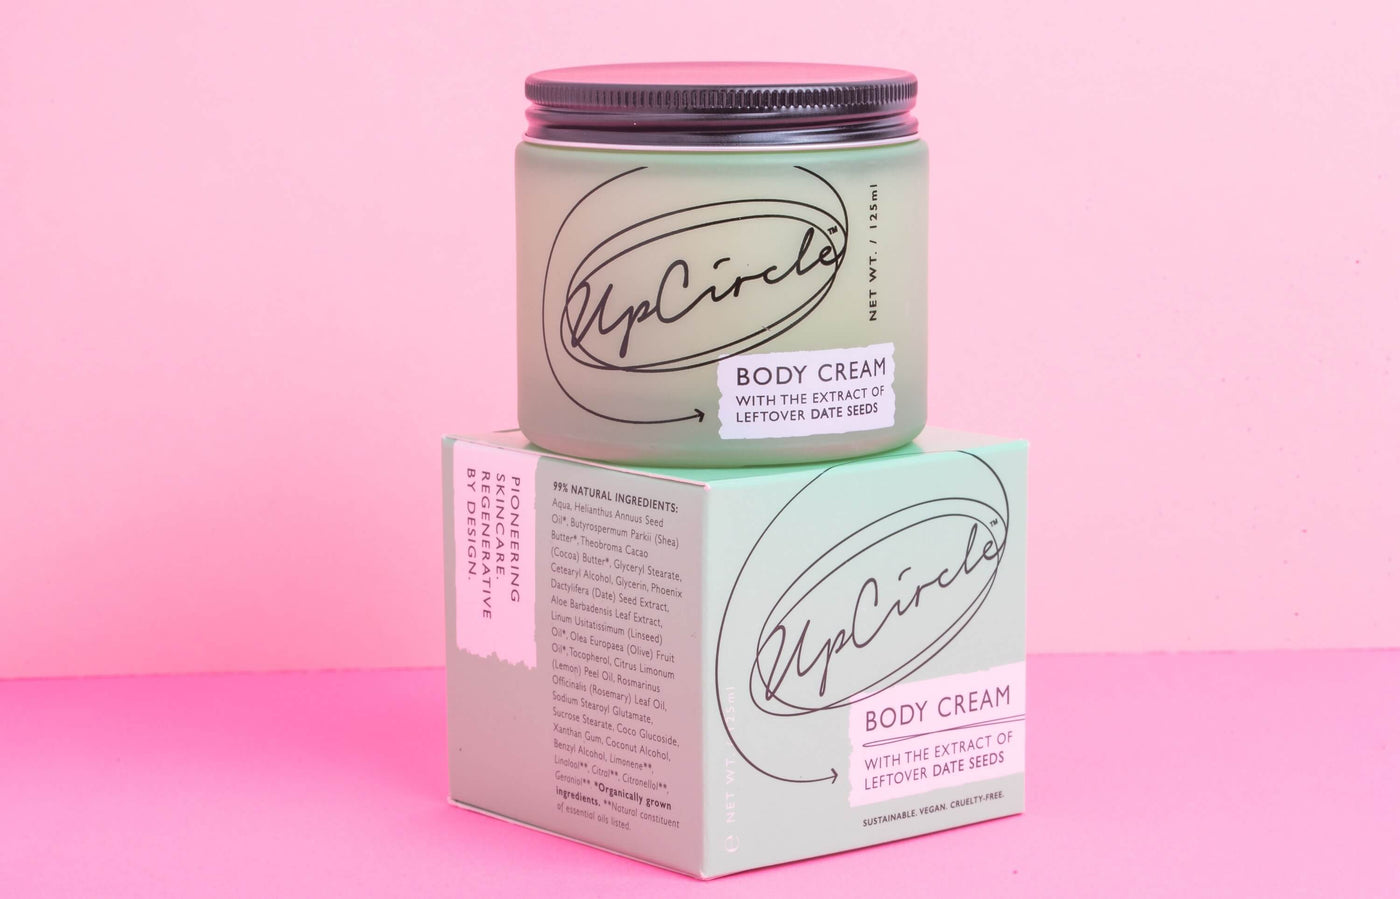 UpCircle™
NET WT. / 125ml
BODY CREAM
WITH THE EXTRACT OF
LEFTOVER DATE SEEDS
PIONEERING
SKINCARE.
REGENERATIVE
BY DESIGN.
99% NATURAL INGREDIENTS:
Aqua, Helianthus Annuus Seed
Oil*, Butyrospermum Parkii (Shea)
Butter*, Theobroma Cacao
(Cocoa) Butter*, Glyceryl Stearate,
Cetearyl Alcohol, Glycerin, Phoenix
Dactylifera (Date) Seed Extract,
Aloe Barbadensis Leaf Extract,
Linum Usitatissimum (Linseed)
Oil*, Olea Europaea (Olive) Fruit
Oil*, Tocopherol, Citrus Limonum
(Lemon) Peel Oil, Rosmarinus
Officinalis (Rosemary) Leaf Oil,
Sodium Stearoyl Glutamate,
Sucrose Stearate, Coco Glucoside,
Xanthan Gum, Coconut Alcohol,
Benzyl Alcohol, Limonene**,
Linalool**, Citral**, Citronellol**,
Geraniol**. *Organically grown
ingredients. **Natural constituent
of essential oils listed.
UpCircle™
℮ NET WT. / 125ml
BODY CREAM
WITH THE EXTRACT OF
LEFTOVER DATE SEEDS
SUSTAINABLE. VEGAN. CRUELTY-FREE.